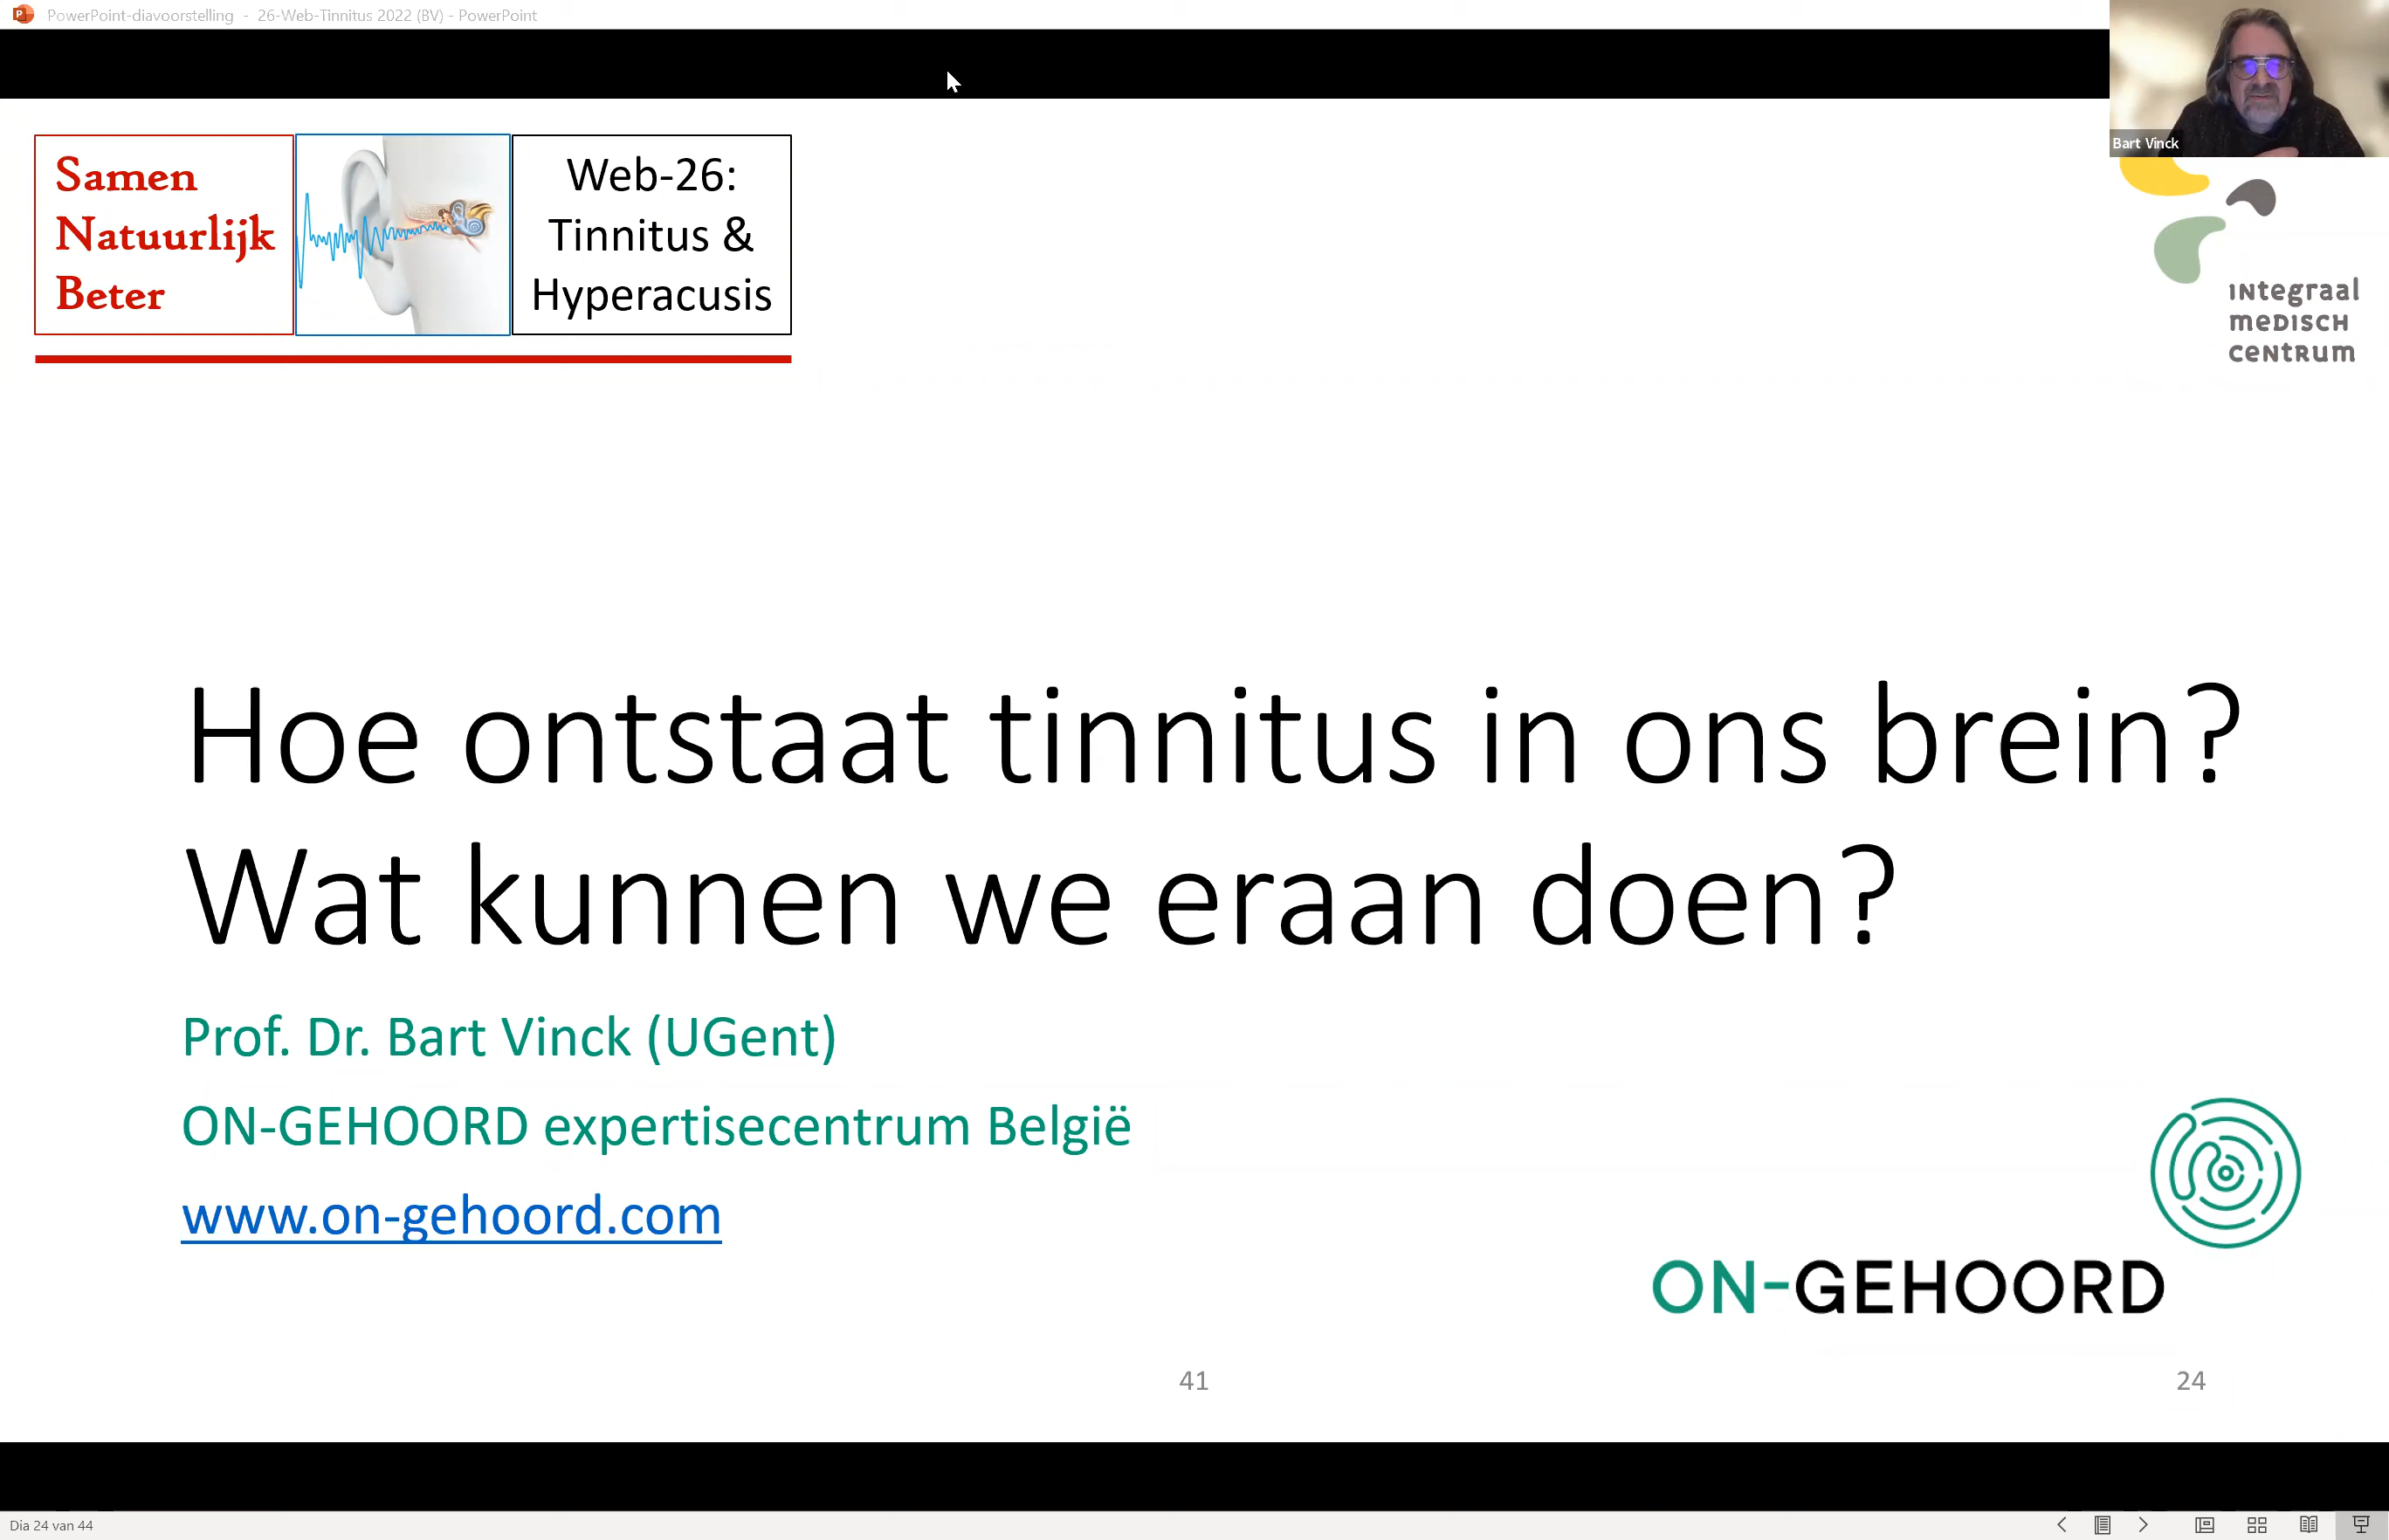 PowerPoint-diavoorstelling - 26-Web-Tinnitus 2022 (BV) - PowerPoint
Bart Vinck
Samen
Natuurlijk
Beter
Web-26:
Tinnitus &
Hyperacusis
integraal
medisch
centrum
Hoe ontstaat tinnitus in ons brein?
Wat kunnen we eraan doen?
Prof. Dr. Bart Vinck (UGent)
ON-GEHOORD expertisecentrum België
www.on-gehoord.com
ON-GEHOORD
41
24
Dia 24 van 44